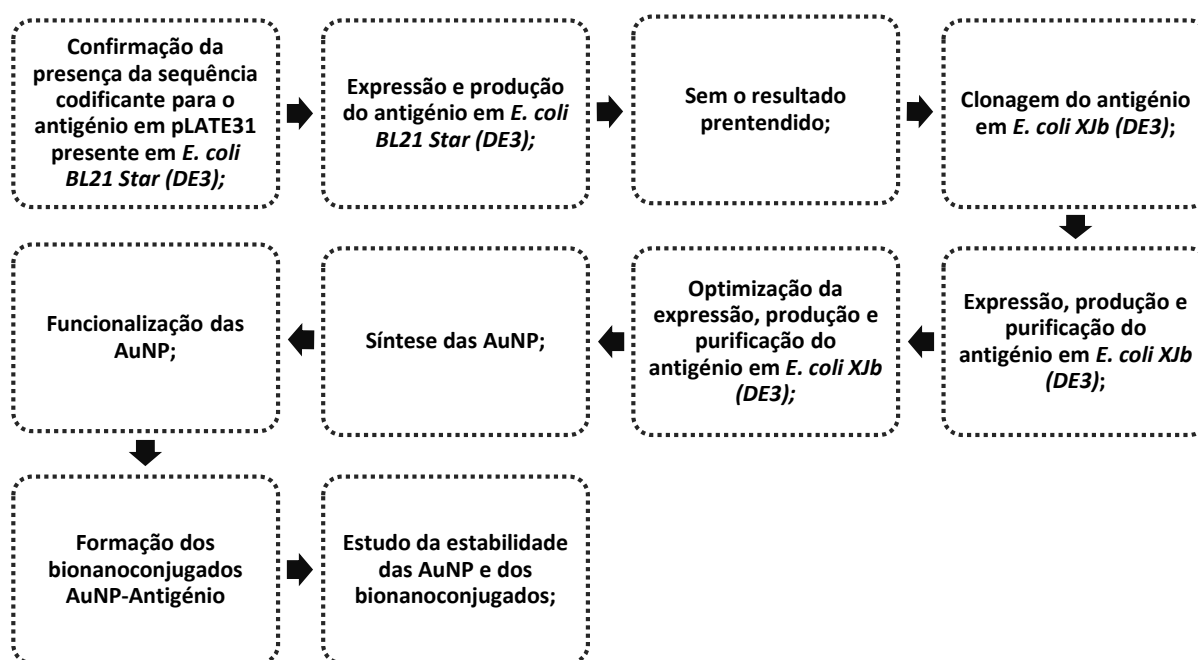 Confirmação da
presença da sequência
codificante para o
antigénio em pLATE31
presente em E. coli
BL21 Star (DE3);
Expressão e produção
do antigénio em E. coli
BL21 Star (DE3);
Sem o resultado
prentendido;
Clonagem do antigénio
em E. coli XJb (DE3);
Expressão, produção e
purificação do
antigénio em E. coli XJb
(DE3);
Optimização da
expressão, produção e
purificação do
antigénio em E. coli XJb
(DE3);
Síntese das AuNP;
Funcionalização das
AuNP;
Formação dos
bionanoconjugados
AuNP-Antigénio
Estudo da estabilidade
das AuNP e dos
bionanoconjugados;